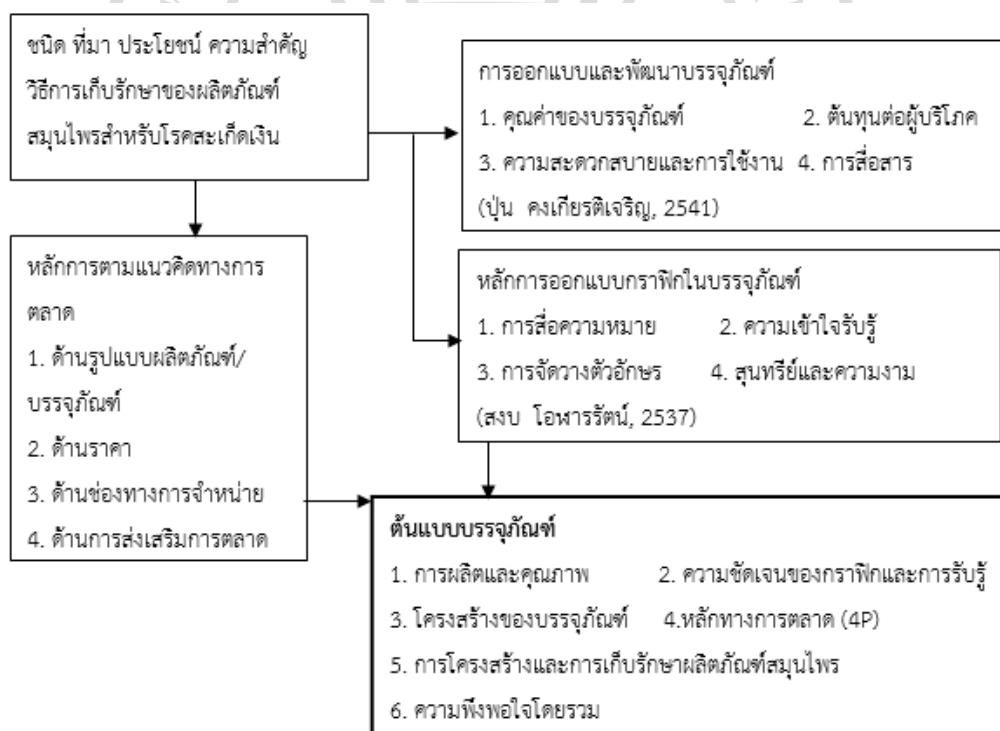 ชนิด ที่มา ประโยชน์ ความสำคัญ
วิธีการเก็บรักษาของผลิตภัณฑ์
สมุนไพรสำหรับโรคสะเก็ดเงิน
การออกแบบและพัฒนาบรรจุภัณฑ์
1. คุณค่าของบรรจุภัณฑ์ 2. ต้นทุนต่อผู้บริโภค
3. ความสะดวกสบายและการใช้งาน 4. การสื่อสาร
(ปุ่น คงเกียรติเจริญ, 2541)
หลักการตามแนวคิดทางการ
ตลาด
1. ด้านรูปแบบผลิตภัณฑ์/
บรรจุภัณฑ์
2. ด้านราคา
3. ด้านช่องทางการจำหน่าย
4. ด้านการส่งเสริมการตลาด
หลักการออกแบบกราฟิกในบรรจุภัณฑ์
1. การสื่อความหมาย 2. ความเข้าใจรับรู้
3. การจัดวางตัวอักษร 4. สุนทรีย์และความงาม
(สงบ โอฬารรัตน์, 2537)
ต้นแบบบรรจุภัณฑ์
1. การผลิตและคุณภาพ 2. ความชัดเจนของกราฟิกและการรับรู้
3. โครงสร้างของบรรจุภัณฑ์ 4.หลักทางการตลาด (4P)
5. การโครงสร้างและการเก็บรักษาผลิตภัณฑ์สมุนไพร
6. ความพึงพอใจโดยรวม